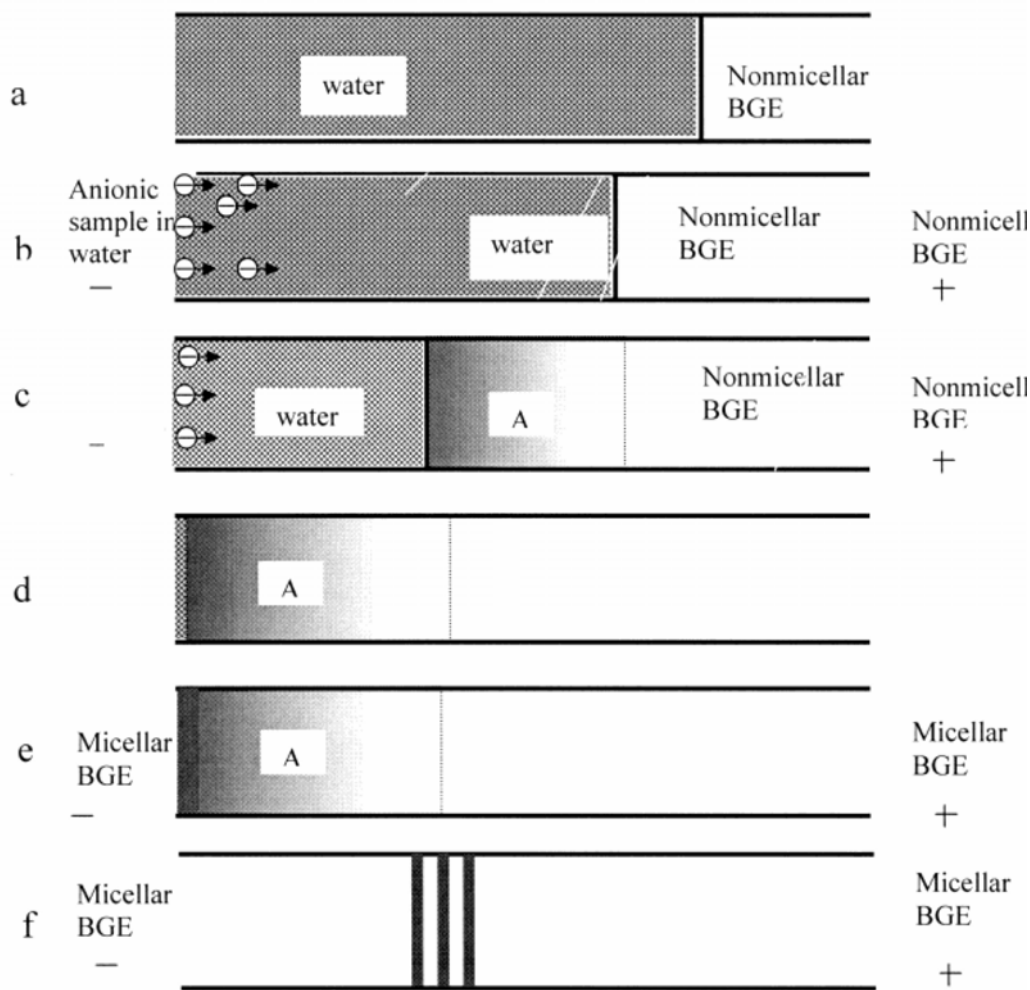 a
water
Nonmicellar
BGE
b
Anionic
sample in
water
−
water
Nonmicellar
BGE
Nonmicell
BGE
+
c
−
water
A
Nonmicellar
BGE
Nonmicell
BGE
+
d
A
e
Micellar
BGE
−
A
Micellar
BGE
+
f
Micellar
BGE
−
Micellar
BGE
+